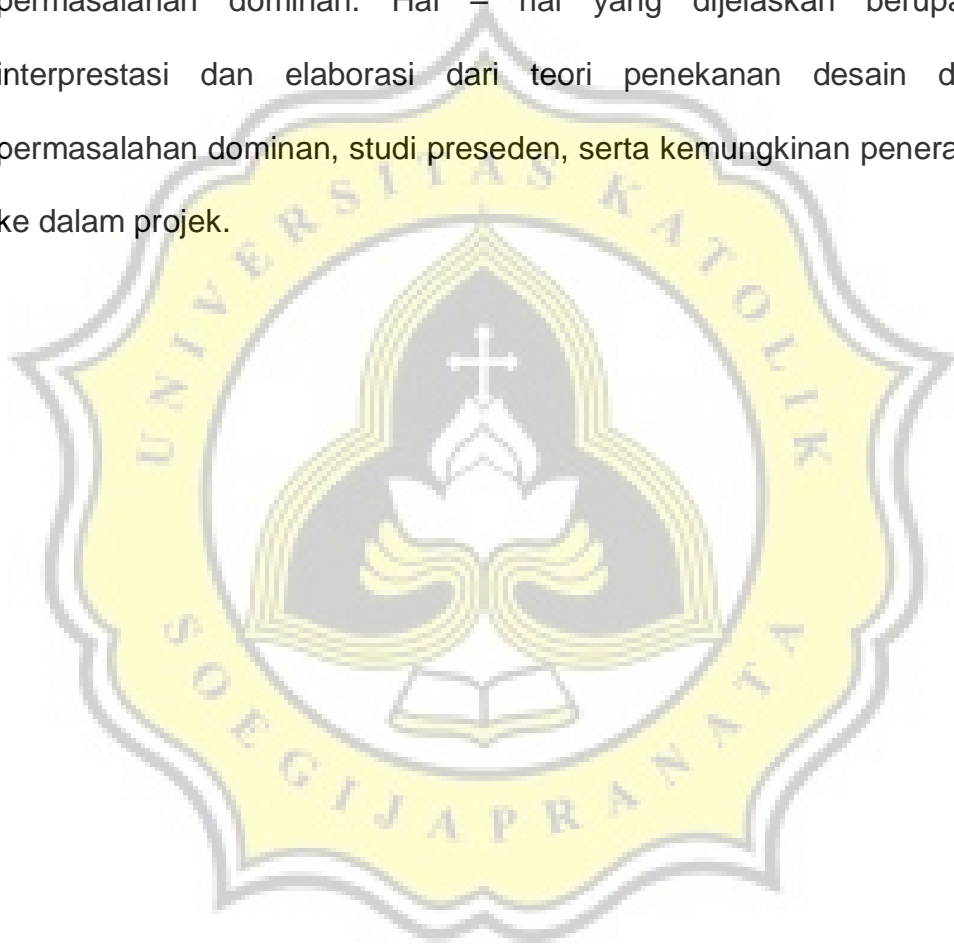 permasalahan dominan. Hal – hal yang dijelaskan berupa
interprestasi dan elaborasi dari teori penekanan desain d
permasalahan dominan, studi preseden, serta kemungkinan penera
ke dalam projek.
UNIVERSITAS KATOLIK
SOEGIJAPRANATA